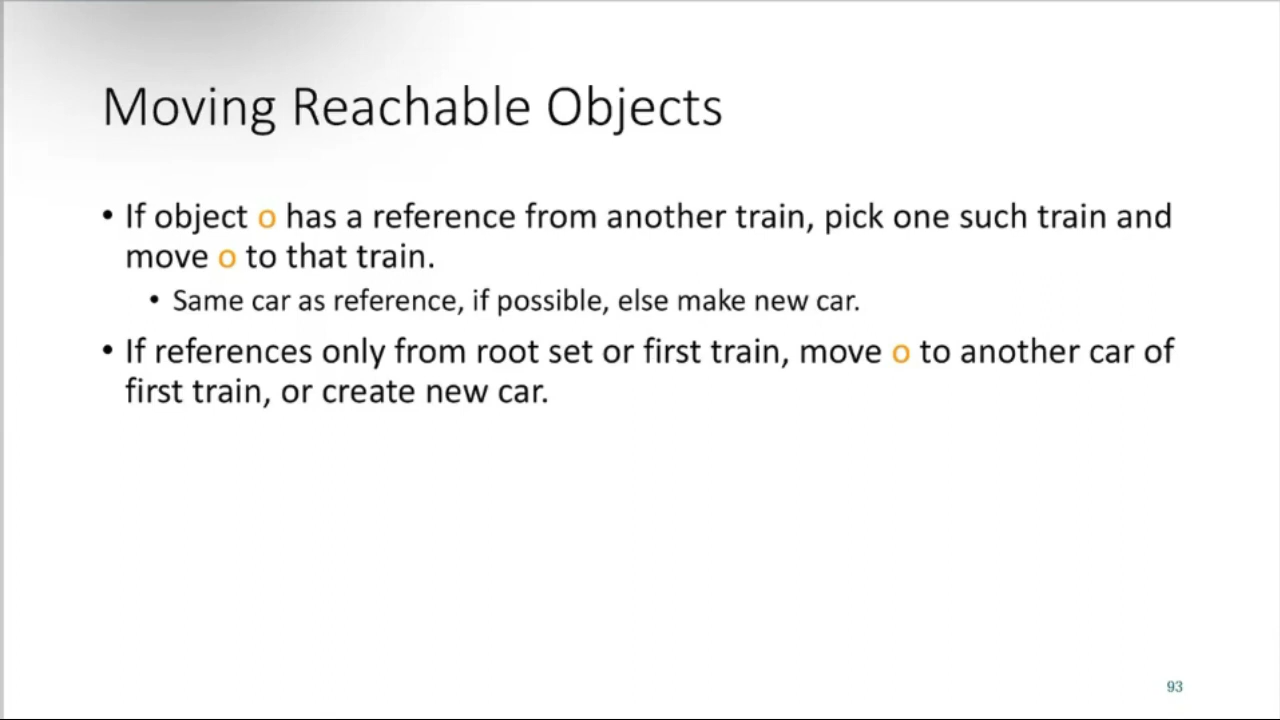 Moving Reachable Objects
• If object o has a reference from another train, pick one such train and
move o to that train.
• Same car as reference, if possible, else make new car.
• If references only from root set or first train, move o to another car of
first train, or create new car.
93